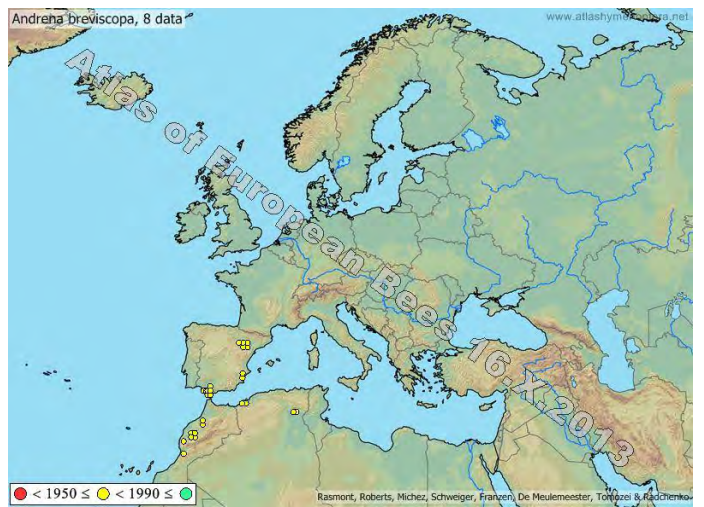 Andrena breviscopa, 8 data
www.atlashymenoptera.net
Atlas of European Bees 16.X.2013
< 1950 ≤ < 1990 ≤
Rasmont, Roberts, Michez, Schweiger, Franzen, De Meulemeester, Tomozei & Radchenko